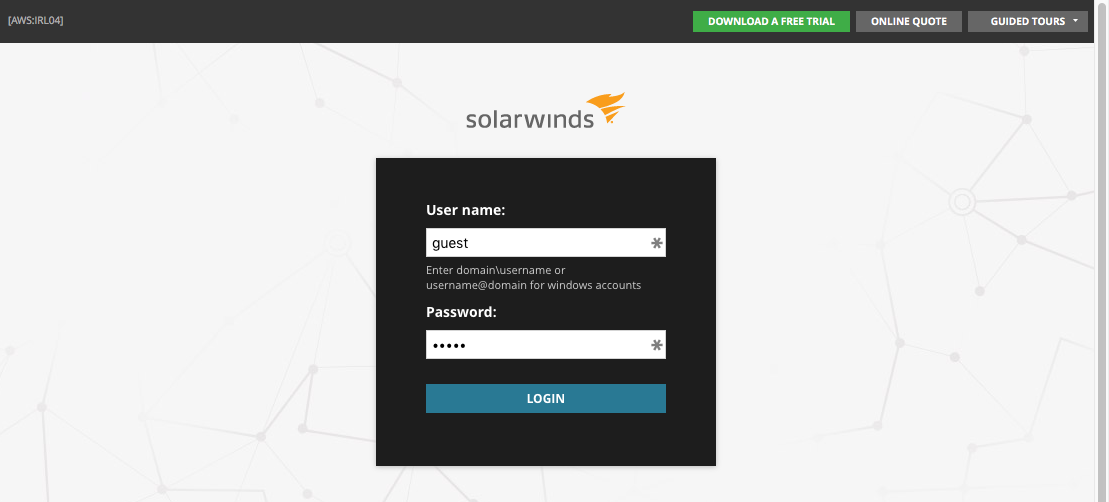 [AWS:IRL04]
DOWNLOAD A FREE TRIAL
ONLINE QUOTE
GUIDED TOURS
solarwinds
User name:
guest
Enter domain\username or
username@domain for windows accounts
Password:
•••••
LOGIN